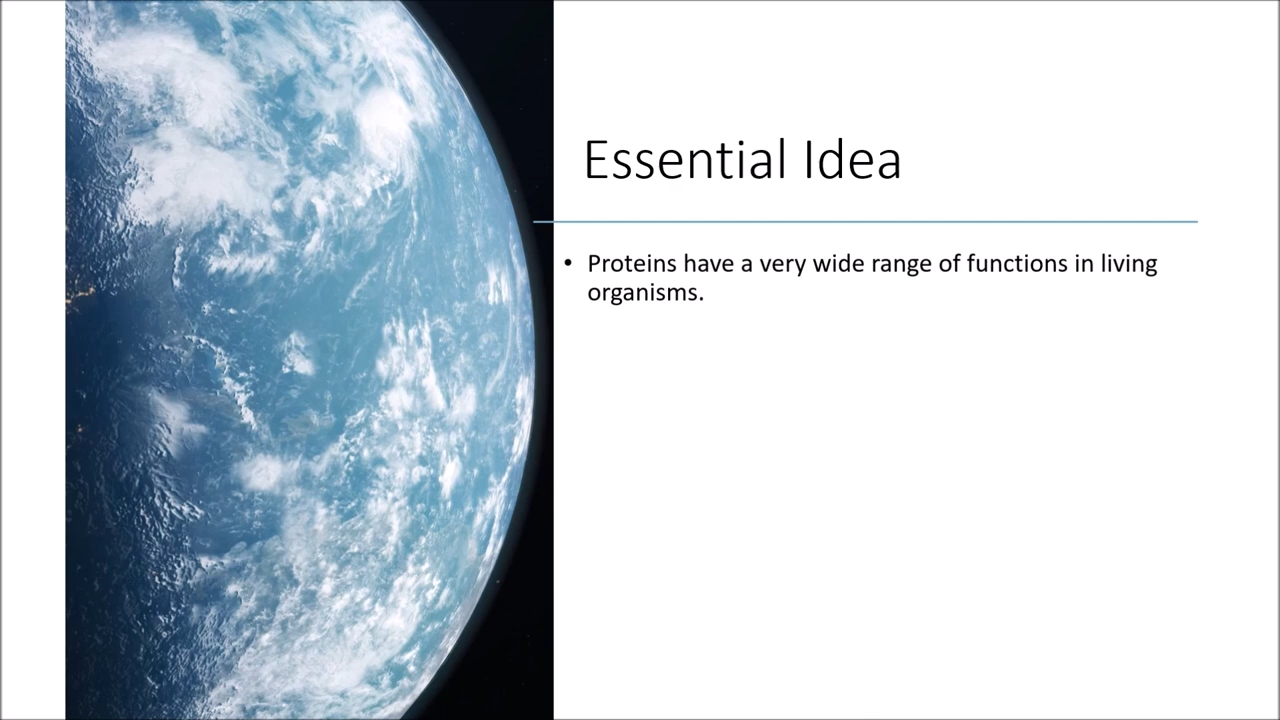 Essential Idea
• Proteins have a very wide range of functions in living
organisms.